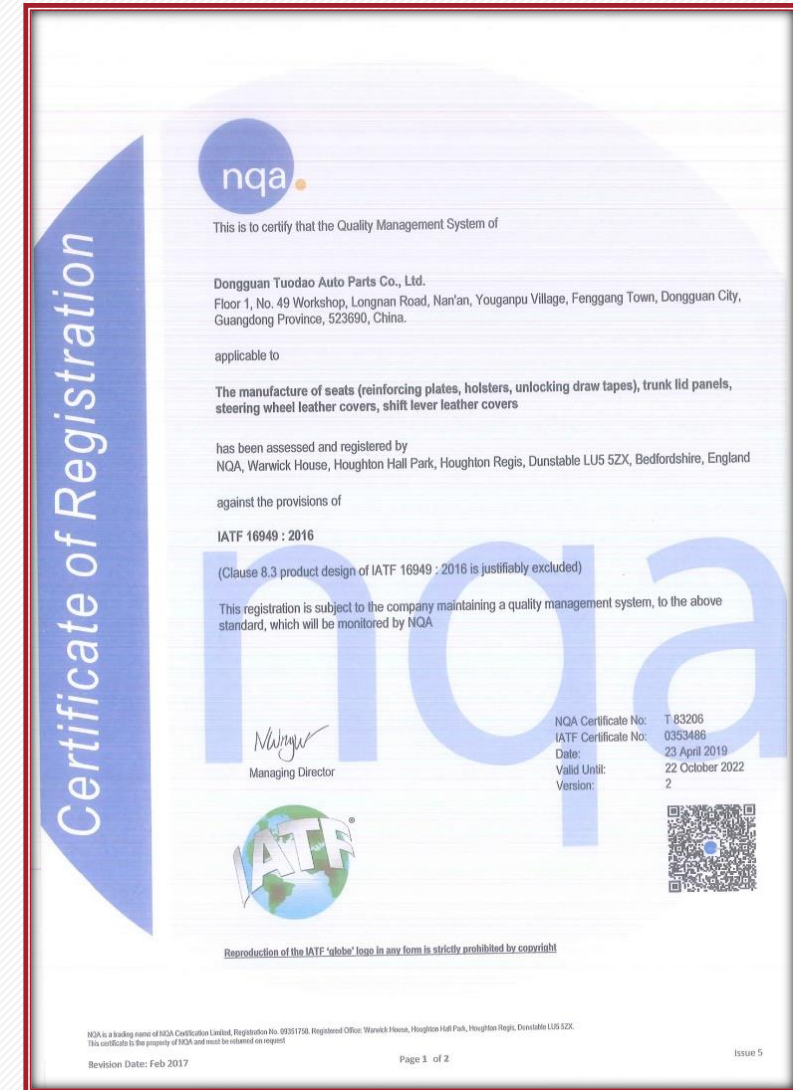 Certificate of Registration
nqa.
This is to certify that the Quality Management System of
Dongguan Tuodao Auto Parts Co., Ltd.
Floor 1, No. 49 Workshop, Longnan Road, Nan'an, Youganpu Village, Fenggang Town, Dongguan City,
Guangdong Province, 523690, China.
applicable to
The manufacture of seats (reinforcing plates, holsters, unlocking draw tapes), trunk lid panels,
steering wheel leather covers, shift lever leather covers
has been assessed and registered by
NQA, Warwick House, Houghton Hall Park, Houghton Regis, Dunstable LU5 5ZX, Bedfordshire, England
against the provisions of
IATF 16949 : 2016
(Clause 8.3 product design of IATF 16949 : 2016 is justifiably excluded)
This registration is subject to the company maintaining a quality management system, to the above
standard, which will be monitored by NQA
nqa
Managing Director
NQA Certificate No: T 83206
IATF Certificate No: 0353486
Date: 23 April 2019
Valid Until: 22 October 2022
Version: 2
IATF®
Reproduction of the IATF 'globe' logo in any form is strictly prohibited by copyright
NQA is a trading name of NQA Certification Limited, Registration No. 09351758. Registered Office: Warwick House, Houghton Hall Park, Houghton Regis, Dunstable LU5 5ZX.
This certificate is the property of NQA and must be returned on request
Revision Date: Feb 2017
Page 1 of 2
Issue 5